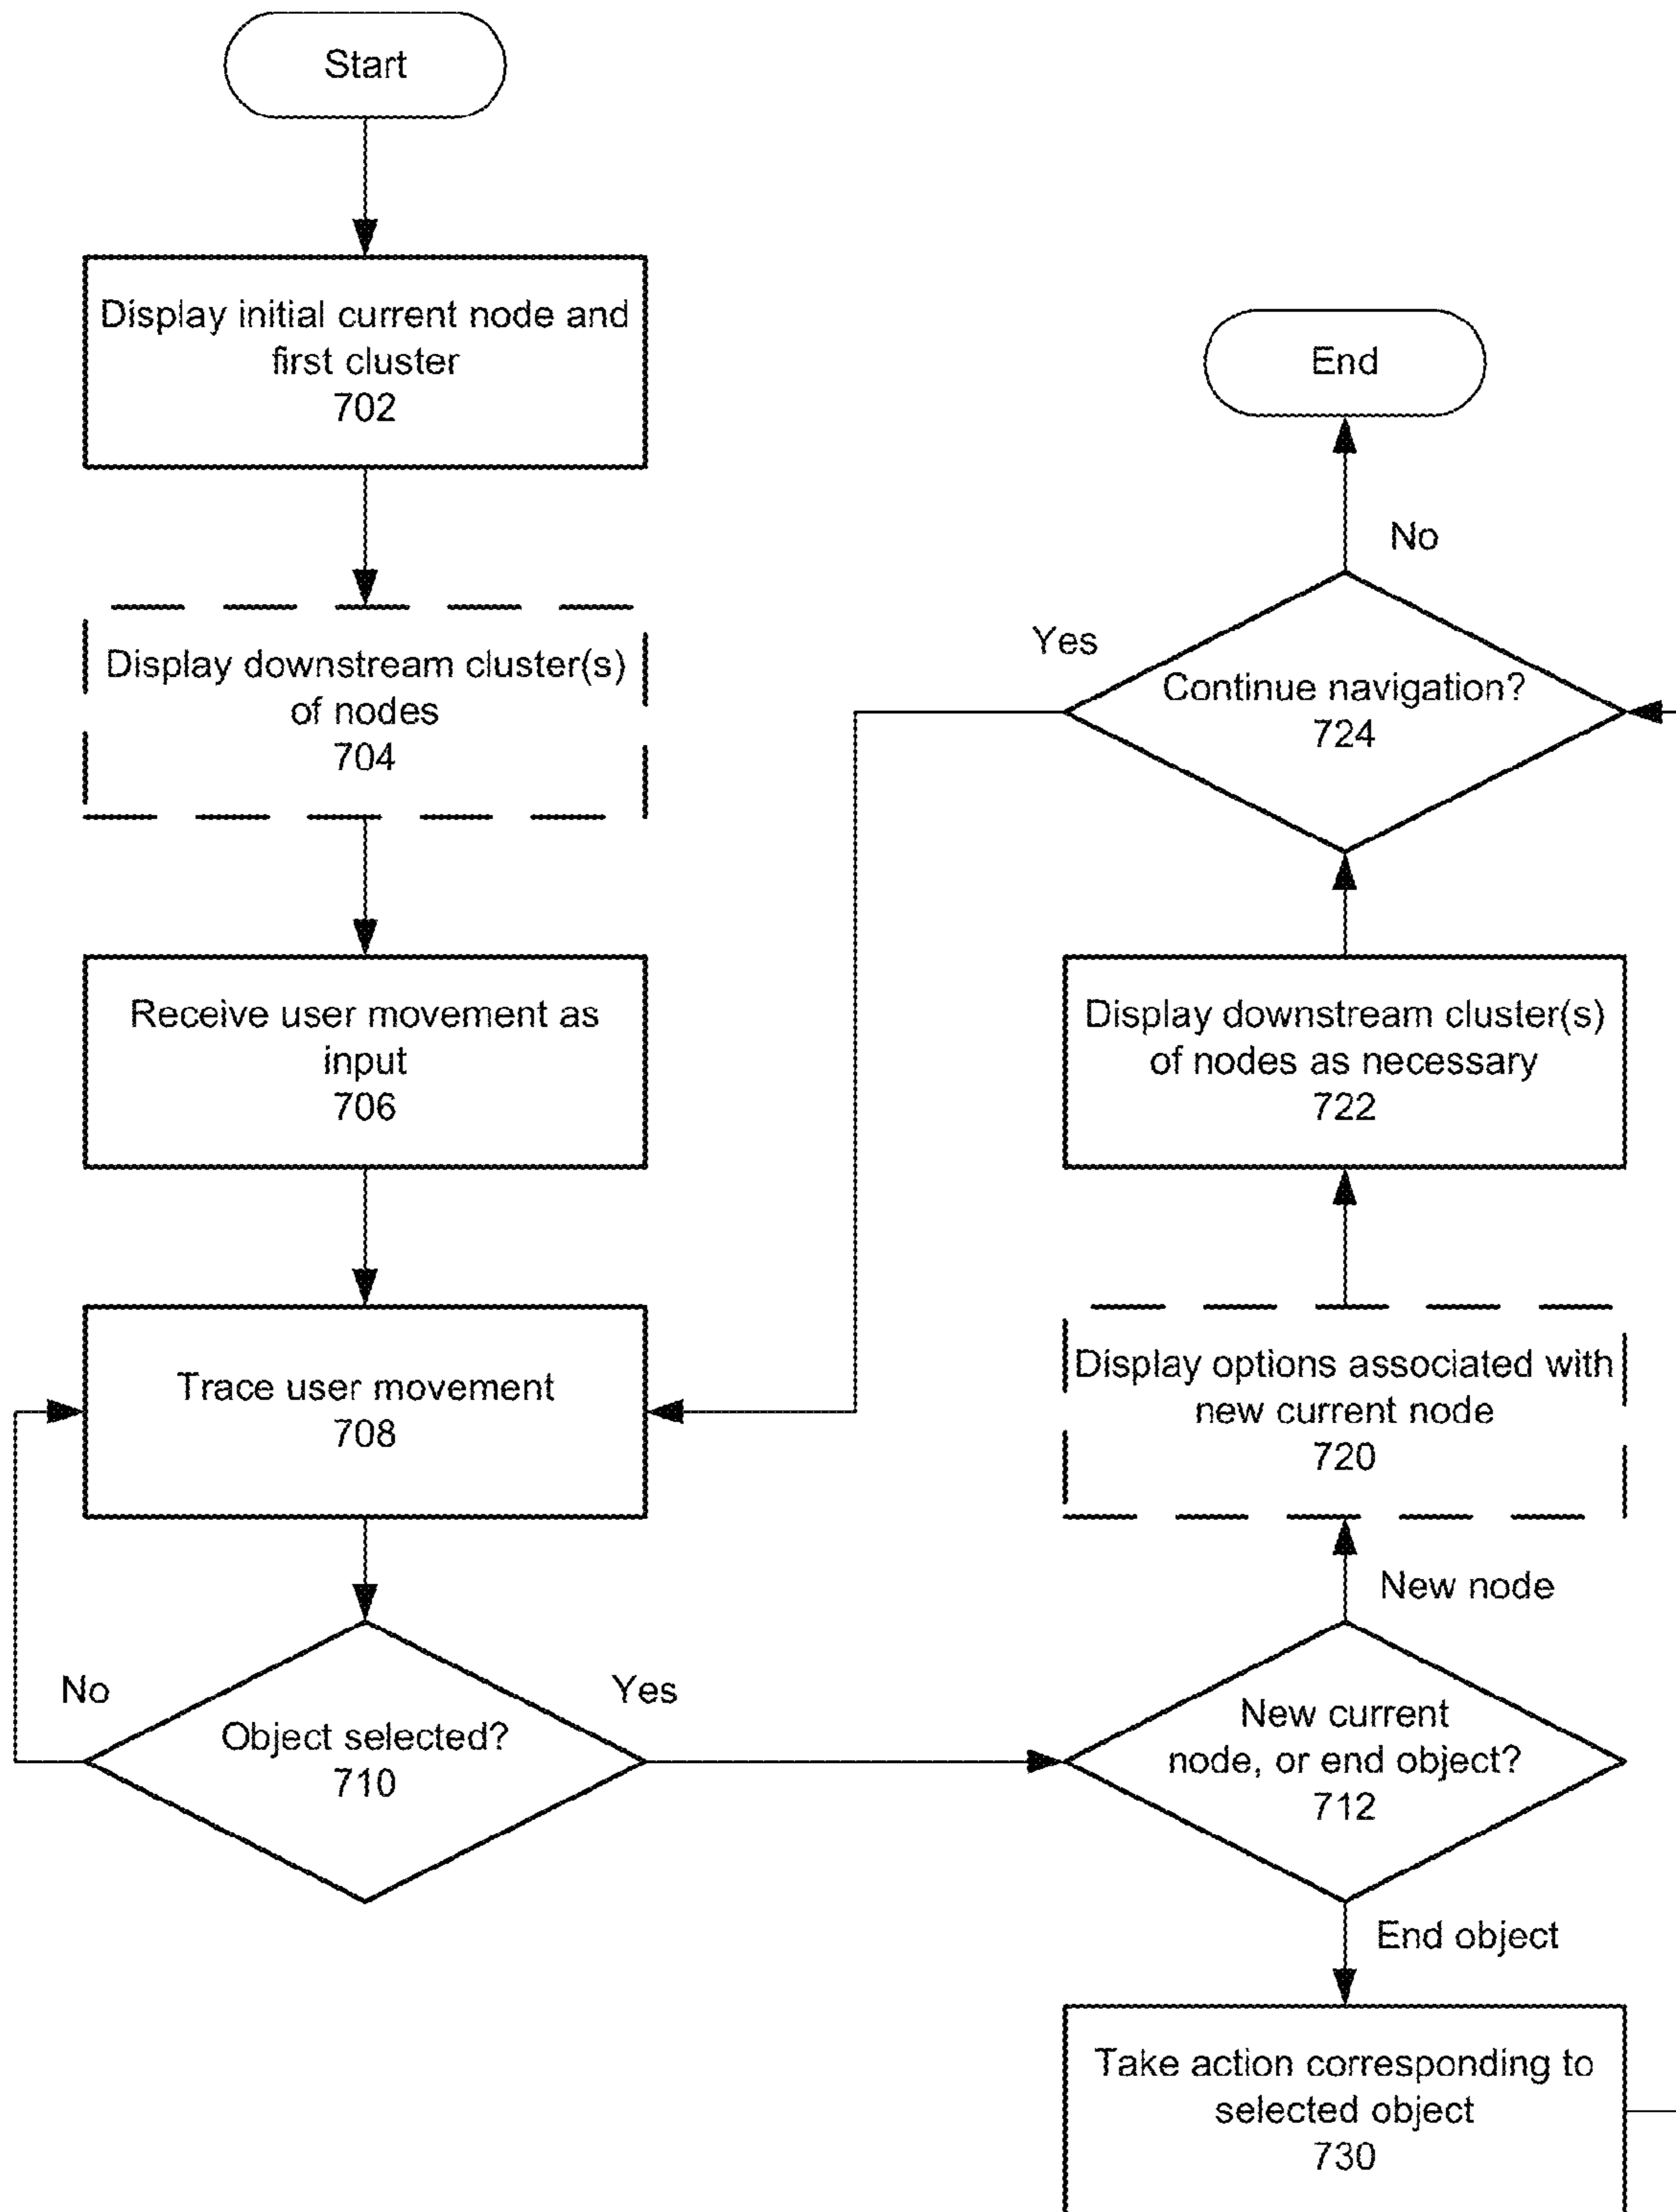 Start
Display initial current node and
first cluster
702
Display downstream cluster(s)
of nodes
704
Receive user movement as
input
706
Trace user movement
708
No
Yes
Object selected?
710
End
No
Yes
Continue navigation?
724
Display downstream cluster(s)
of nodes as necessary
722
Display options associated with
new current node
720
New node
New current
node, or end object?
712
End object
Take action corresponding to
selected object
730